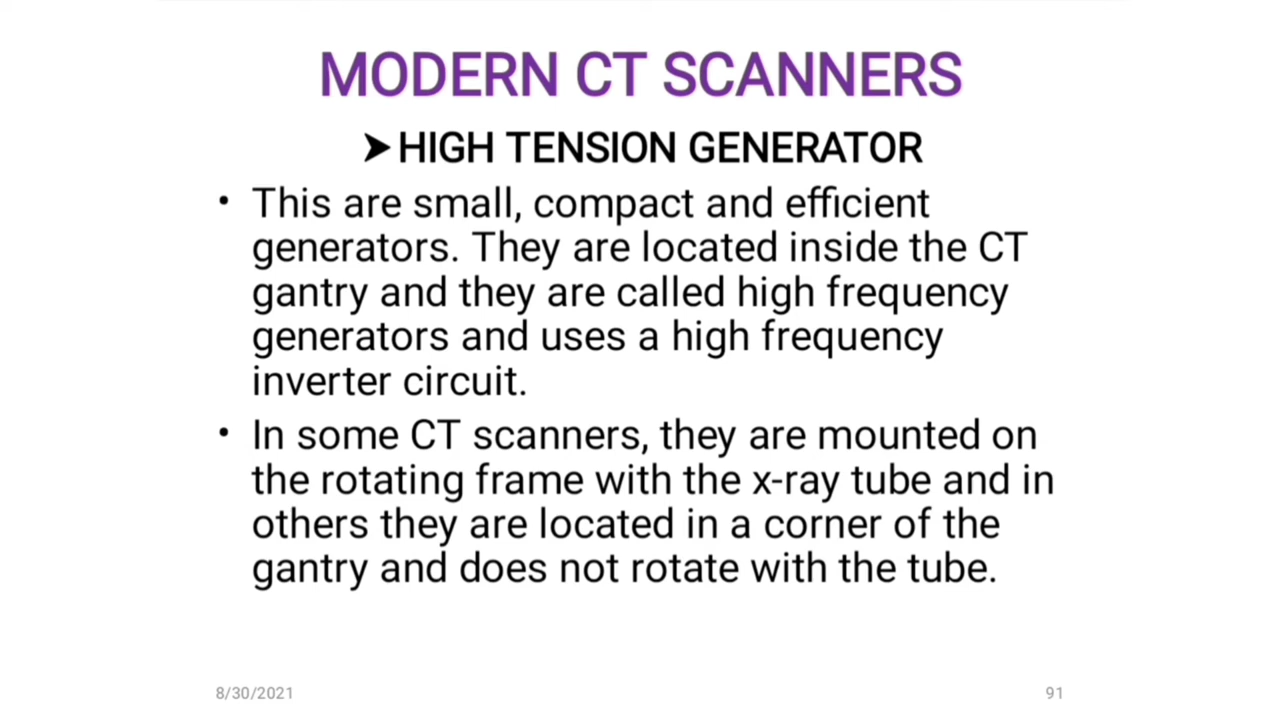 MODERN CT SCANNERS
➤HIGH TENSION GENERATOR
• This are small, compact and efficient
generators. They are located inside the CT
gantry and they are called high frequency
generators and uses a high frequency
inverter circuit.
• In some CT scanners, they are mounted on
the rotating frame with the x-ray tube and in
others they are located in a corner of the
gantry and does not rotate with the tube.
8/30/2021 91